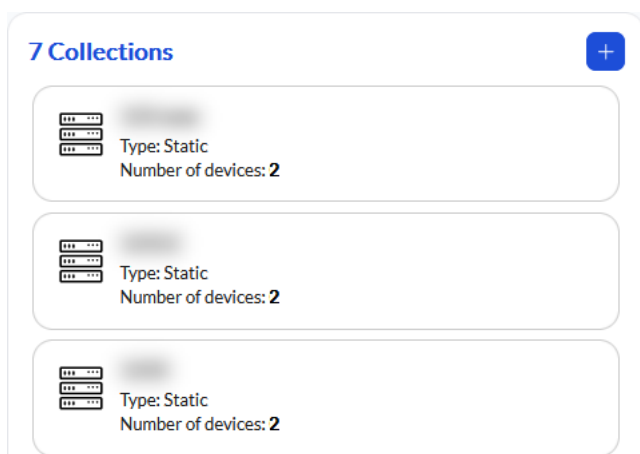 7 Collections
+
Type: Static
Number of devices: 2
Type: Static
Number of devices: 2
Type: Static
Number of devices: 2